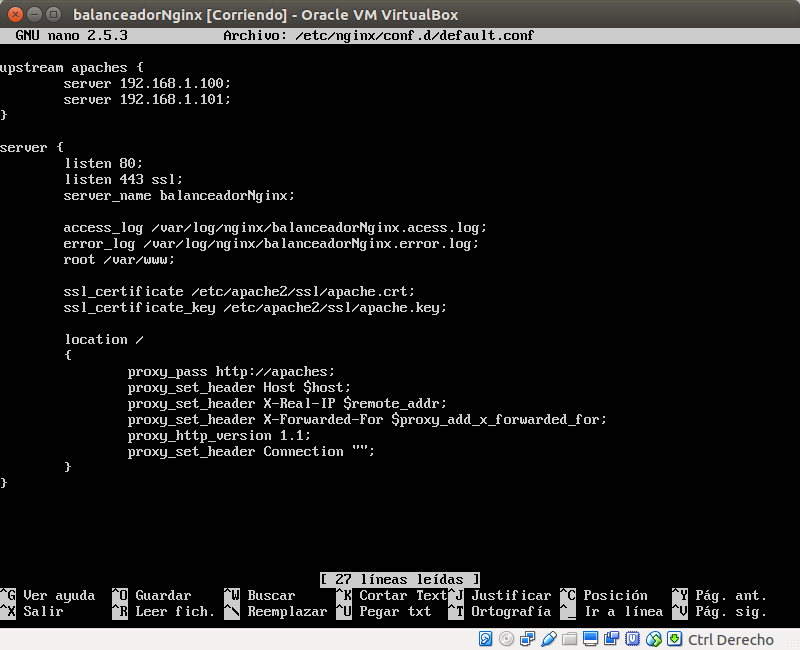 balanceadorNginx [Corriendo] - Oracle VM VirtualBox
GNU nano 2.5.3 Archivo: /etc/nginx/conf.d/default.conf
upstream apaches {
server 192.168.1.100;
server 192.168.1.101;
}
server {
listen 80;
listen 443 ssl;
server_name balanceadorNginx;
access_log /var/log/nginx/balanceadorNginx.acess.log;
error_log /var/log/nginx/balanceadorNginx.error.log;
root /var/www;
ssl_certificate /etc/apache2/ssl/apache.crt;
ssl_certificate_key /etc/apache2/ssl/apache.key;
location /
{
proxy_pass http://apaches;
proxy_set_header Host $host;
proxy_set_header X-Real-IP $remote_addr;
proxy_set_header X-Forwarded-For $proxy_add_x_forwarded_for;
proxy_http_version 1.1;
proxy_set_header Connection "";
}
}
[ 27 líneas leídas ]
^G Ver ayuda ^O Guardar ^W Buscar ^K Cortar Text^J Justificar ^C Posición ^Y Pág. ant.
^X Salir ^R Leer fich. ^\ Reemplazar ^U Pegar txt ^T Ortografía ^_ Ir a línea ^V Pág. sig.
Ctrl Derecho